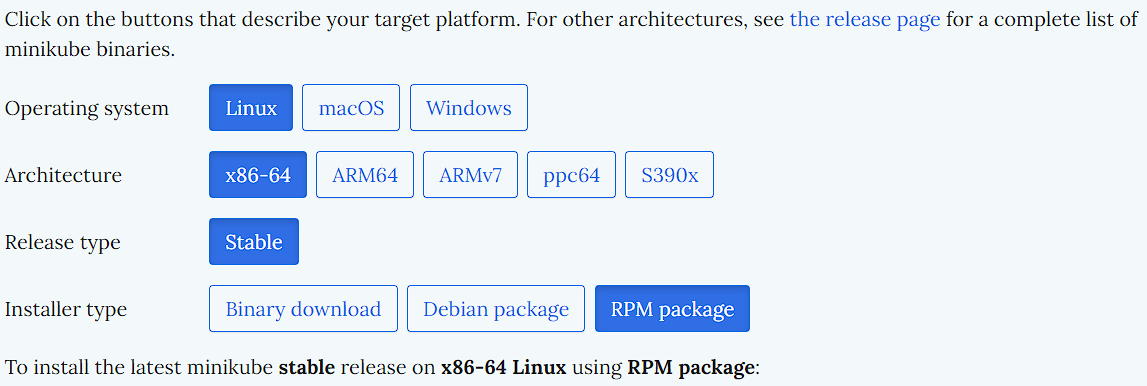 Click on the buttons that describe your target platform. For other architectures, see the release page for a complete list of
minikube binaries.
Operating system Linux macOS Windows
Architecture x86-64 ARM64 ARMv7 ppc64 S390x
Release type Stable
Installer type Binary download Debian package RPM package
To install the latest minikube stable release on x86-64 Linux using RPM package: